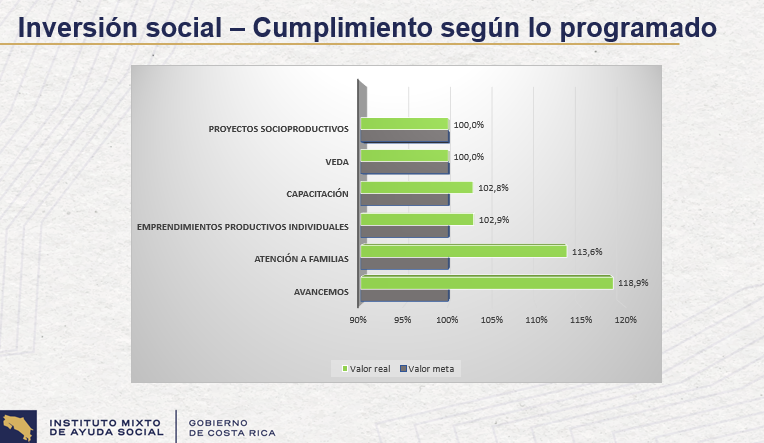 Inversión social – Cumplimiento según lo programado
PROYECTOS SOCIOPRODUCTIVOS
100,0%
VEDA
100,0%
CAPACITACIÓN
102,8%
EMPRENDIMIENTOS PRODUCTIVOS INDIVIDUALES
102,9%
ATENCIÓN A FAMILIAS
113,6%
AVANCEMOS
118,9%
90% 95% 100% 105% 110% 115% 120%
Valor real Valor meta
INSTITUTO MIXTO
DE AYUDA SOCIAL
GOBIERNO
DE COSTA RICA